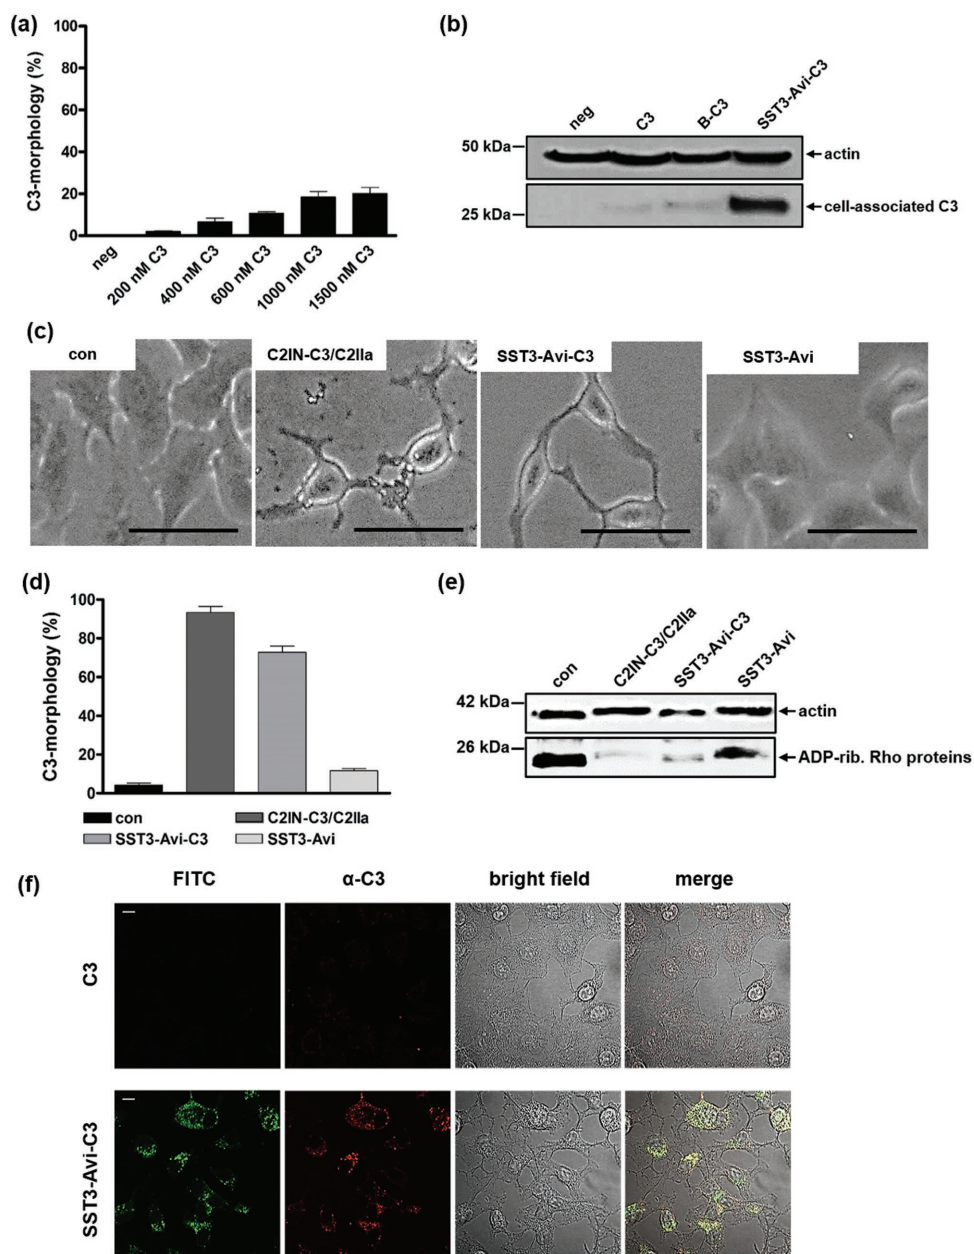 (a)
C3-morphology (%)
100
80
60
40
20
0
neg
200 nM C3
400 nM C3
600 nM C3
1000 nM C3
1500 nM C3
(b)
neg
C3
B-C3
SST3-Avi-C3
50 kDa
actin
25 kDa
cell-associated C3
(c)
con
C2IN-C3/C2IIa
SST3-Avi-C3
SST3-Avi
(d)
C3-morphology (%)
100
80
60
40
20
0
con
C2IN-C3/C2IIa
SST3-Avi-C3
SST3-Avi
(e)
con
C2IN-C3/C2IIa
SST3-Avi-C3
SST3-Avi
42 kDa
actin
26 kDa
ADP-rib. Rho proteins
(f)
FITC
α-C3
bright field
merge
C3
SST3-Avi-C3